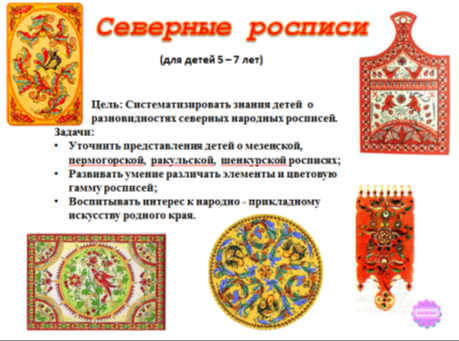 Северные росписи
(для детей 5 – 7 лет)
Цель: Систематизировать знания детей о
разновидностях северных народных росписей.
Задачи:
• Уточнить представления детей о мезенской,
пермогорской, ракульской, шенкурской росписях;
• Развивать умение различать элементы и цветовую
гамму росписей;
• Воспитывать интерес к народно - прикладному
искусству родного края.